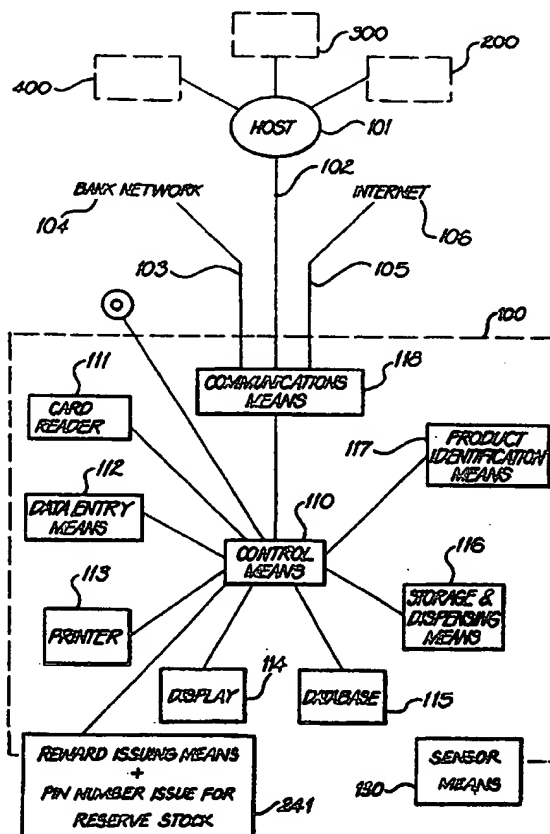 300
400
200
HOST
101
102
BANK NETWORK
INTERNET
104
106
103
105
100
111
118
COMMUNICATIONS MEANS
CARD READER
117
PRODUCT IDENTIFICATION MEANS
112
110
DATA ENTRY MEANS
CONTROL MEANS
116
113
STORAGE & DISPENSING MEANS
PRINTER
DISPLAY
114
DATABASE
115
REWARD ISSUING MEANS
+
PIN NUMBER ISSUE FOR
RESERVE STOCK
241
SENSOR MEANS
130